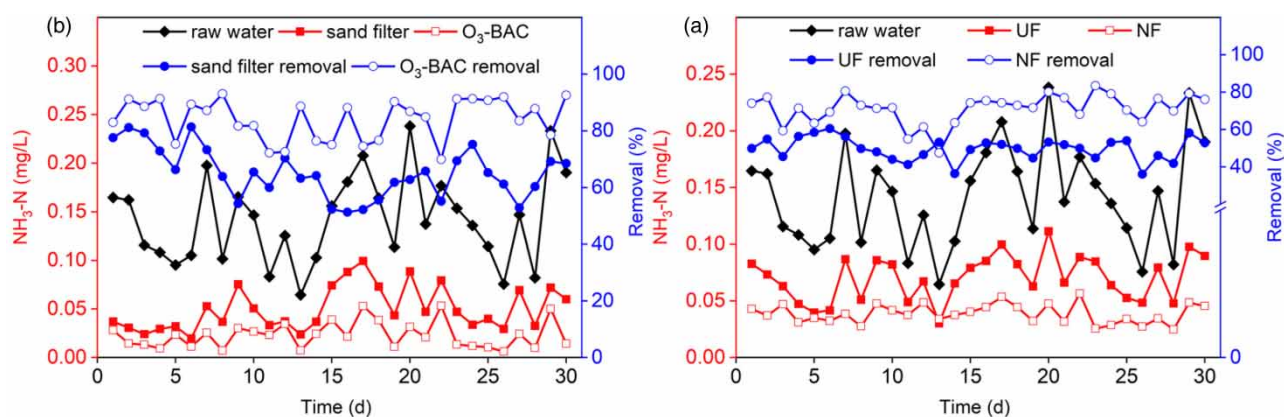 (b)
raw water sand filter O₃-BAC
sand filter removal O₃-BAC removal
NH₃-N (mg/L)
0.30
0.25
0.20
0.15
0.10
0.05
0.00
100
80
60
40
20
0
Removal (%)
0 5 10 15 20 25 30
Time (d)
(a)
raw water UF NF
UF removal NF removal
NH₃-N (mg/L)
0.25
0.20
0.15
0.10
0.05
0.00
100
80
60
40
0
Removal (%)
0 5 10 15 20 25 30
Time (d)